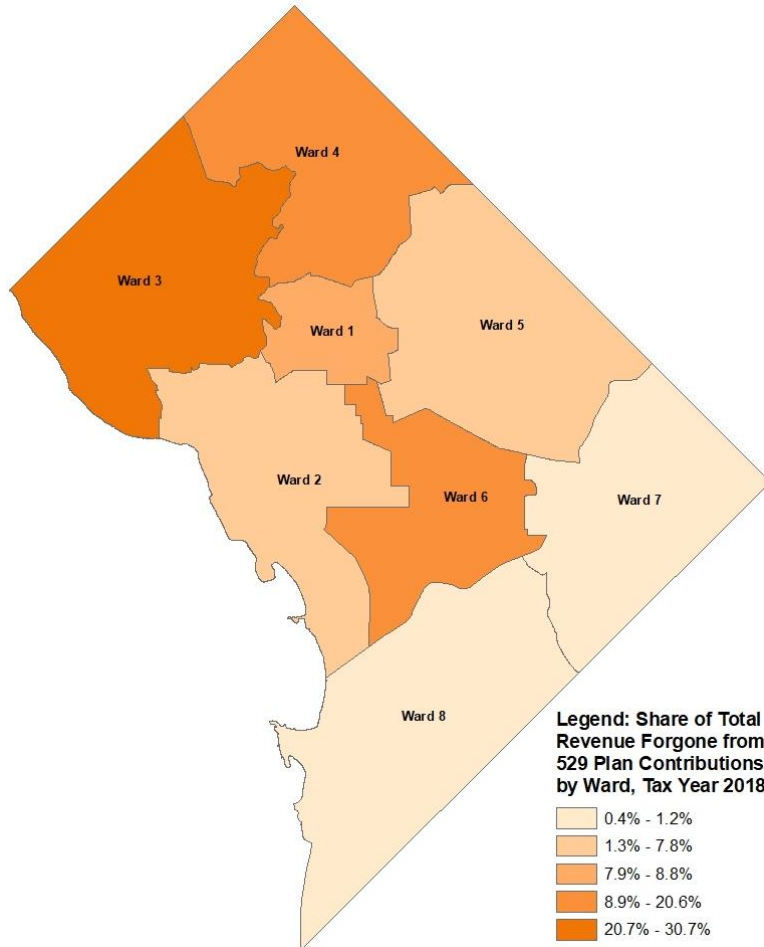 Ward 4
Ward 3
Ward 5
Ward 1
Ward 2
Ward 6
Ward 7
Ward 8
Legend: Share of Total
Revenue Forgone from
529 Plan Contributions
by Ward, Tax Year 2018
0.4% - 1.2%
1.3% - 7.8%
7.9% - 8.8%
8.9% - 20.6%
20.7% - 30.7%